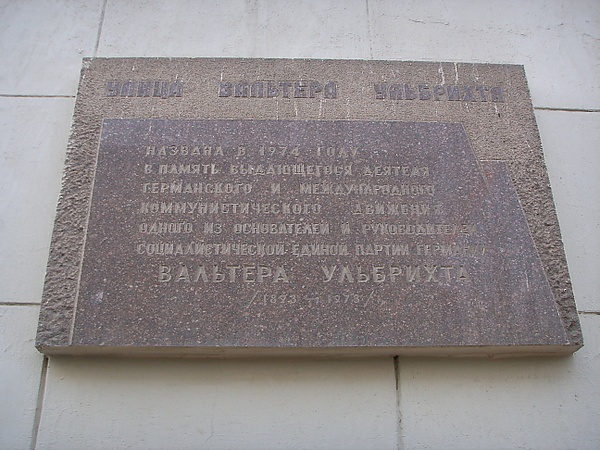 УЛИЦА ВАЛЬТЕРА УЛЬБРИХТА
НАЗВАНА В 1974 ГОДУ
В ПАМЯТЬ ВЫДАЮЩЕГОСЯ ДЕЯТЕЛЯ
ГЕРМАНСКОГО И МЕЖДУНАРОДНОГО
КОММУНИСТИЧЕСКОГО ДВИЖЕНИЯ
ОДНОГО ИЗ ОСНОВАТЕЛЕЙ И РУКОВОДИТЕЛЕЙ
СОЦИАЛИСТИЧЕСКОЙ ЕДИНОЙ ПАРТИИ ГЕРМАНИИ
ВАЛЬТЕРА УЛЬБРИХТА
/1893 – 1973/